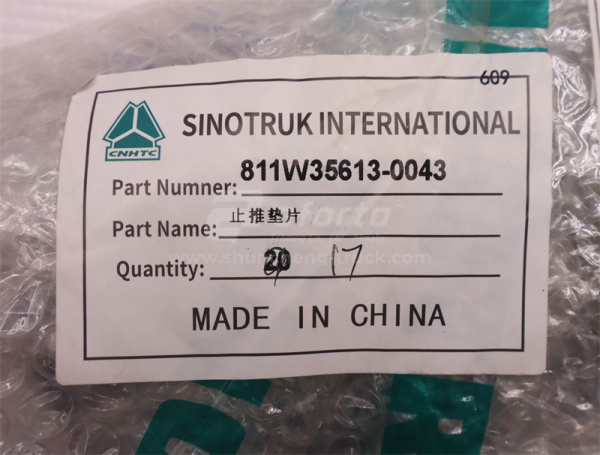 609
SINOTRUK INTERNATIONAL
CNHTC
Part Numner: 811W35613-0043
Part Name: 止推垫片
Quantity: 20 17
MADE IN CHINA